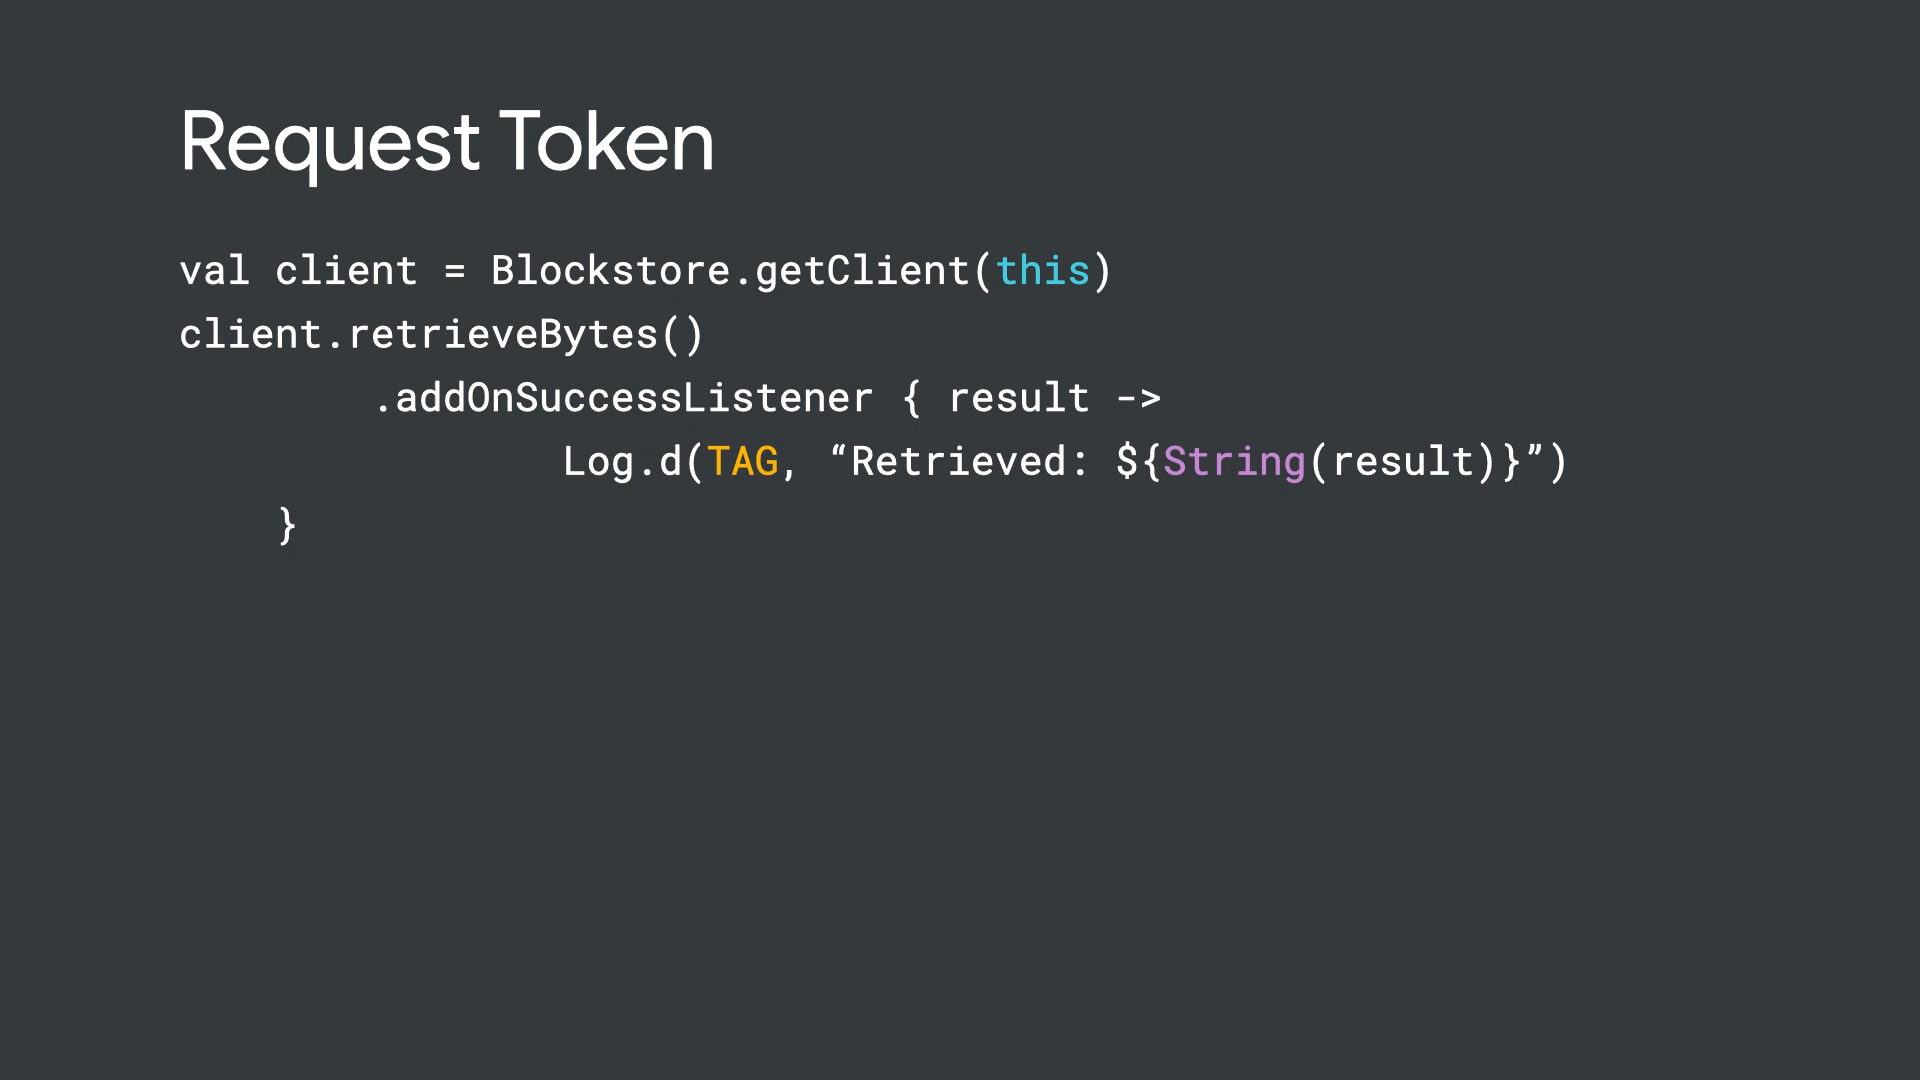 Request Token
val client = Blockstore.getClient(this)
client.retrieveBytes()
.addOnSuccessListener { result ->
Log.d(TAG, “Retrieved: ${String(result)}”)
}